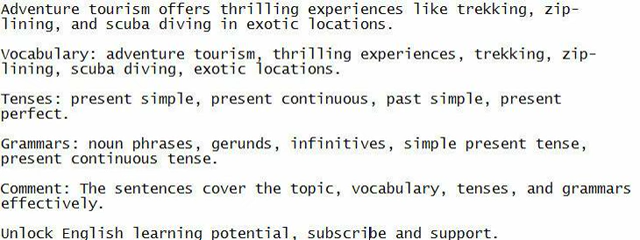 Adventure tourism offers thrilling experiences like trekking, zip-
lining, and scuba diving in exotic locations.
Vocabulary: adventure tourism, thrilling experiences, trekking, zip-
lining, scuba diving, exotic locations.
Tenses: present simple, present continuous, past simple, present
perfect.
Grammars: noun phrases, gerunds, infinitives, simple present tense,
present continuous tense.
Comment: The sentences cover the topic, vocabulary, tenses, and grammars
effectively.
Unlock English learning potential, subscribe and support.